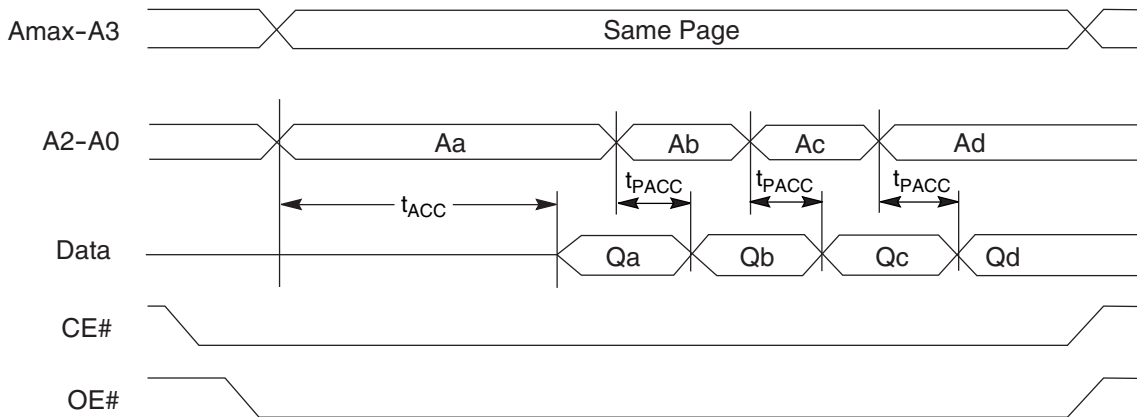 Amax-A3 Same Page
A2-A0 Aa Ab Ac Ad
tACC tPACC tPACC tPACC
Data Qa Qb Qc Qd
CE#
OE#